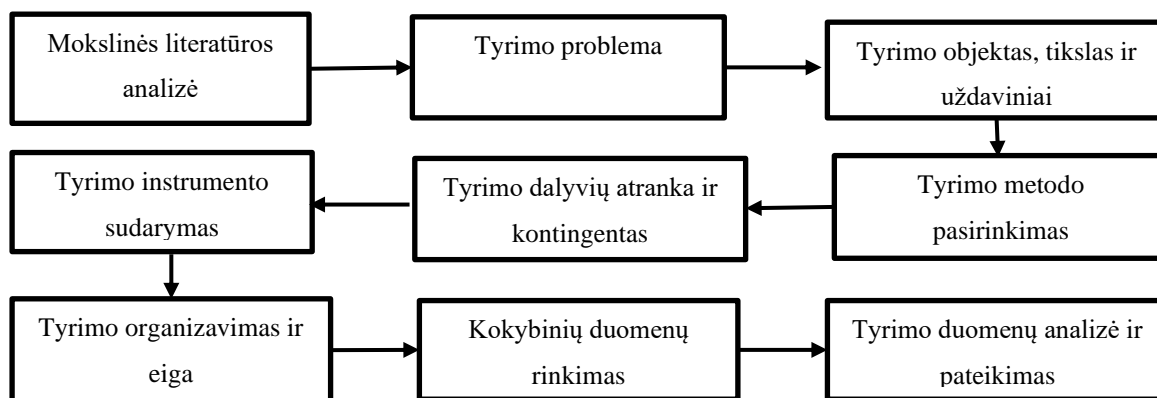 Mokslinės literatūros
analizė
Tyrimo problema
Tyrimo objektas, tikslas ir
uždaviniai
Tyrimo metodo
pasirinkimas
Tyrimo dalyvių atranka ir
kontingentas
Tyrimo instrumento
sudarymas
Tyrimo organizavimas ir
eiga
Kokybinių duomenų
rinkimas
Tyrimo duomenų analizė ir
pateikimas